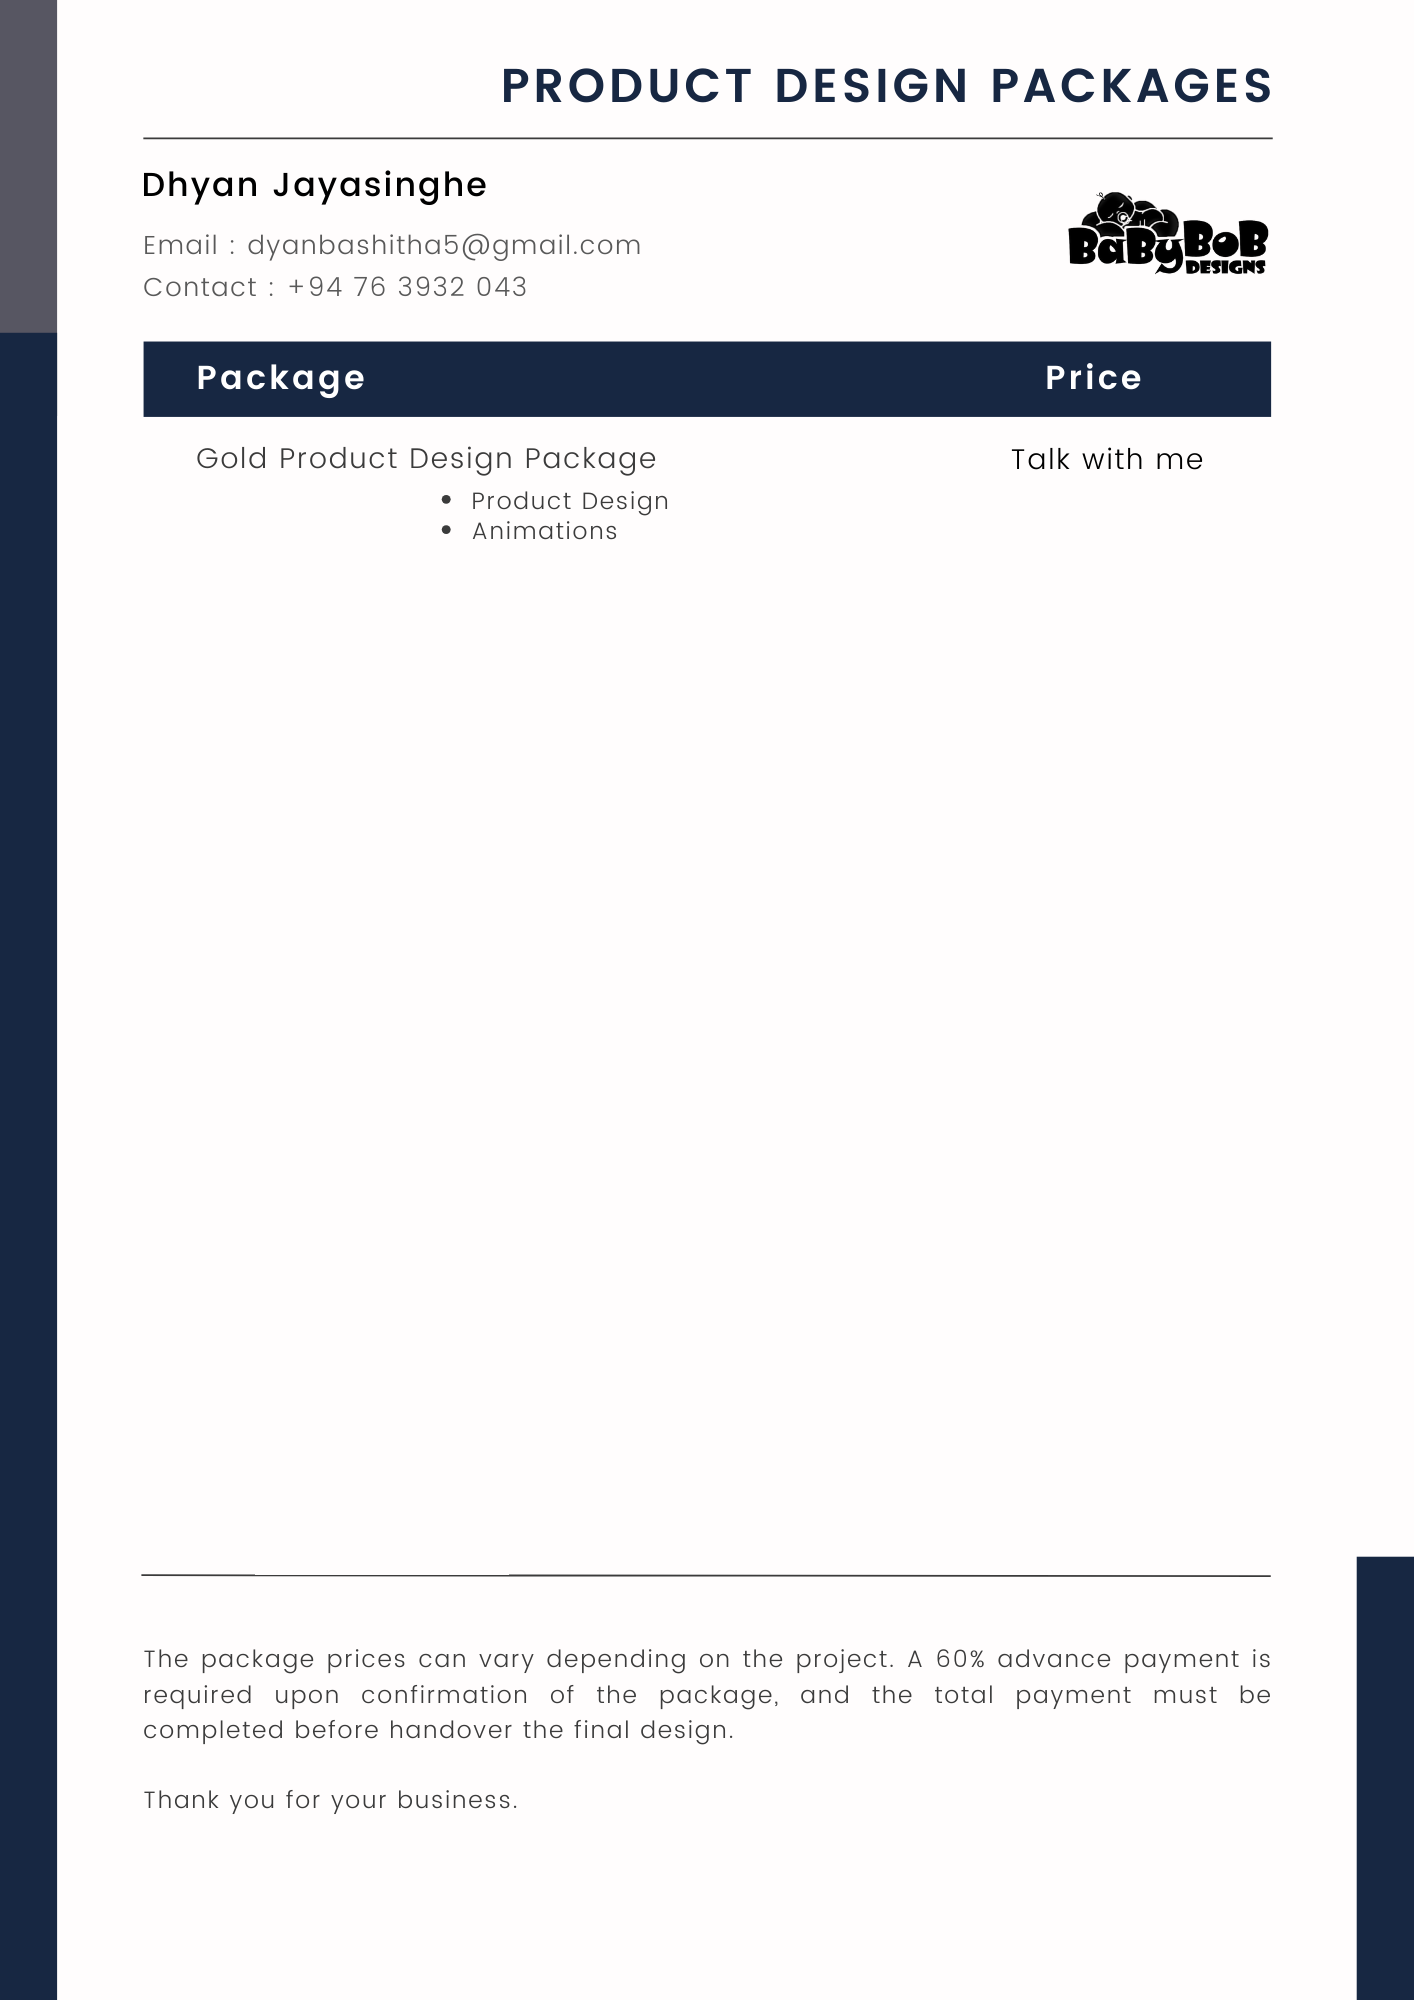 PRODUCT DESIGN PACKAGES
Dhyan Jayasinghe
Email : dyanbashitha5@gmail.com
Contact : +94 76 3932 043
BaByBoB
DESIGNS
Package Price
Gold Product Design Package Talk with me
• Product Design
• Animations
The package prices can vary depending on the project. A 60% advance payment is
required upon confirmation of the package, and the total payment must be
completed before handover the final design.
Thank you for your business.